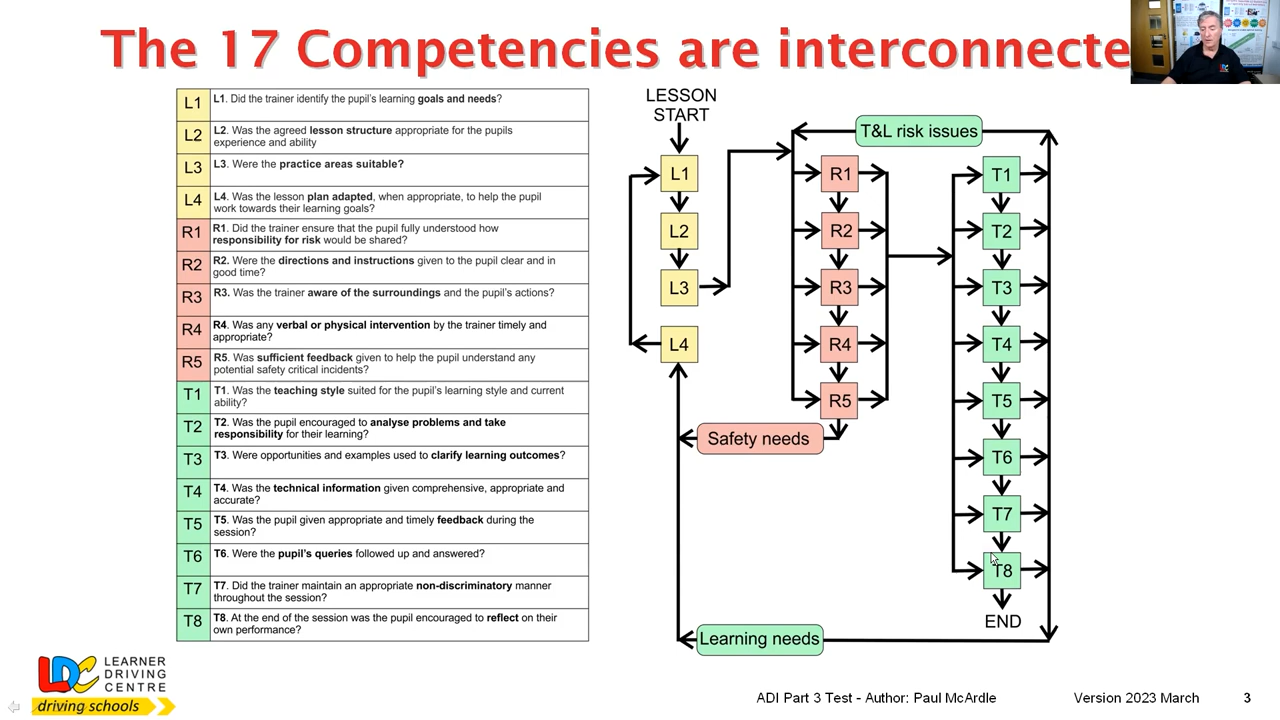 The 17 Competencies are interconnecte
L1
L1. Did the trainer identify the pupil's learning goals and needs?
L2
L2. Was the agreed lesson structure appropriate for the pupils
experience and ability
L3
L3. Were the practice areas suitable?
L4
L4. Was the lesson plan adapted, when appropriate, to help the pupil
work towards their learning goals?
R1
R1. Did the trainer ensure that the pupil fully understood how
responsibility for risk would be shared?
R2
R2. Were the directions and instructions given to the pupil clear and in
good time?
R3
R3. Was the trainer aware of the surroundings and the pupil's actions?
R4
R4. Was any verbal or physical intervention by the trainer timely and
appropriate?
R5
R5. Was sufficient feedback given to help the pupil understand any
potential safety critical incidents?
T1
T1. Was the teaching style suited for the pupil's learning style and current
ability?
T2
T2. Was the pupil encouraged to analyse problems and take
responsibility for their learning?
T3
T3. Were opportunities and examples used to clarify learning outcomes?
T4
T4. Was the technical information given comprehensive, appropriate and
accurate?
T5
T5. Was the pupil given appropriate and timely feedback during the
session?
T6
T6. Were the pupil's queries followed up and answered?
T7
T7. Did the trainer maintain an appropriate non-discriminatory manner
throughout the session?
T8
T8. At the end of the session was the pupil encouraged to reflect on their
own performance?
LESSON
START
L1
L2
L3
L4
T&L risk issues
R1
R2
R3
R4
R5
Safety needs
T1
T2
T3
T4
T5
T6
T7
T8
END
Learning needs
LDC
LEARNER
DRIVING
CENTRE
driving schools
ADI Part 3 Test - Author: Paul McArdle
Version 2023 March
3